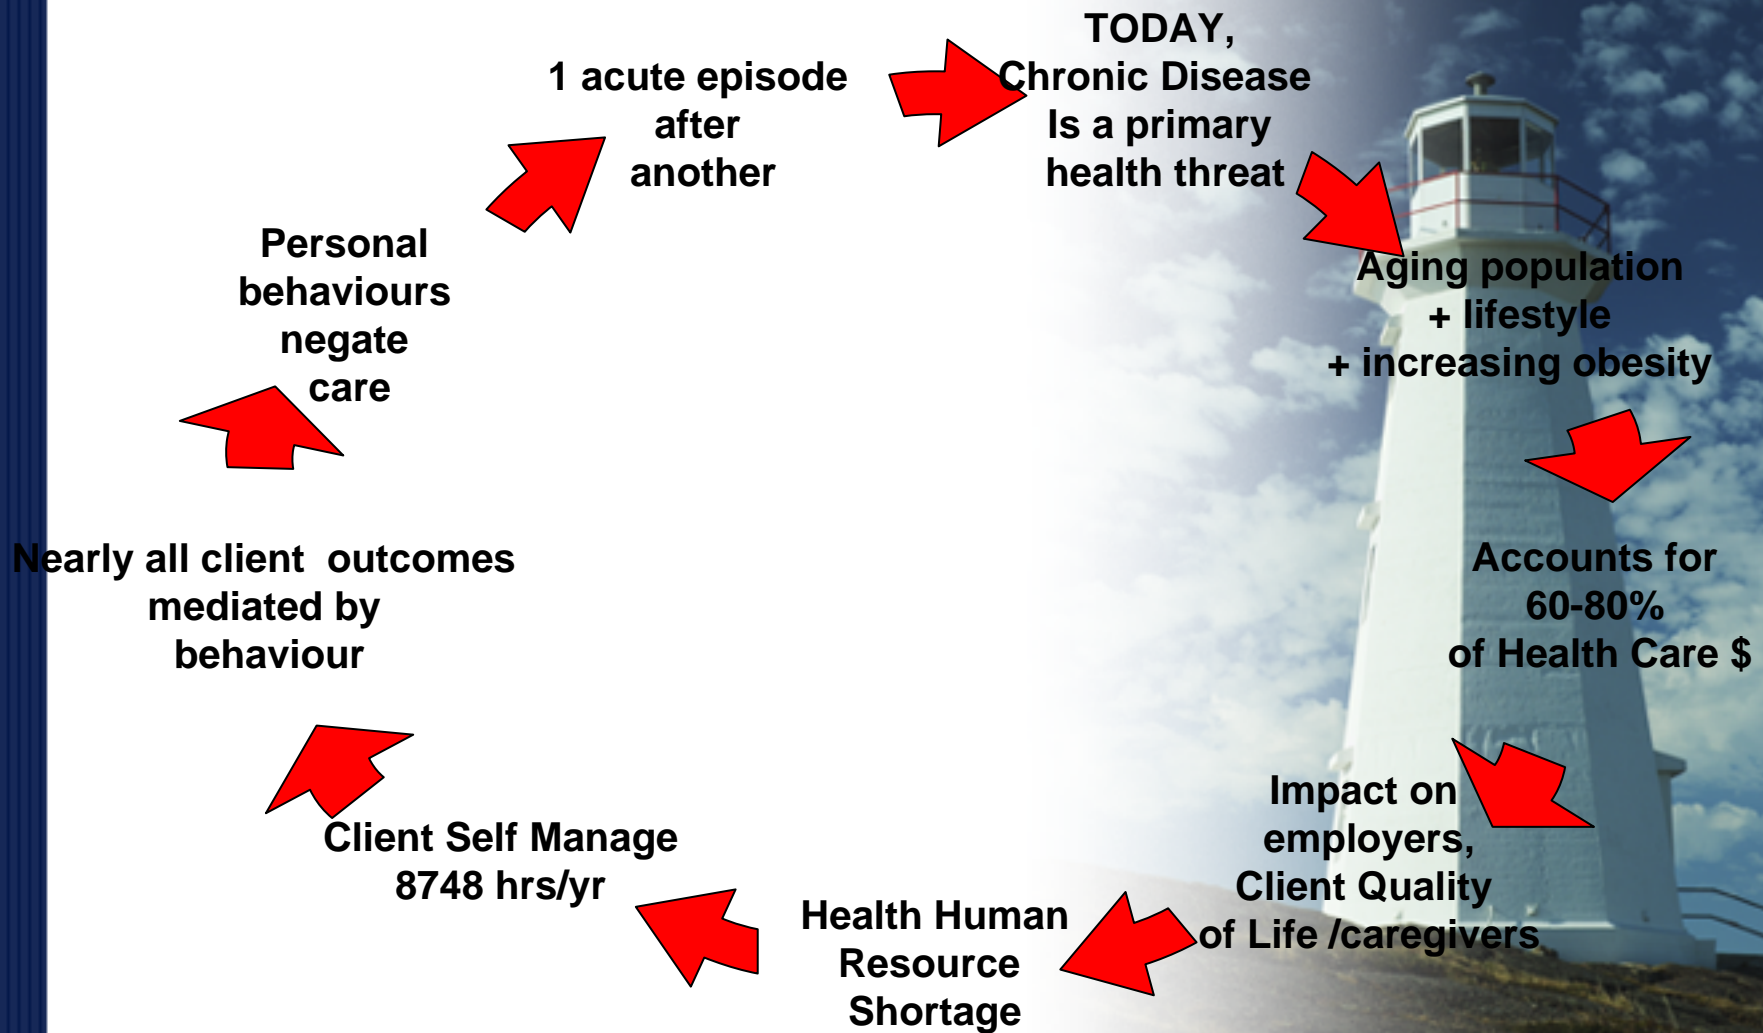 TODAY,
Chronic Disease
Is a primary
health threat
Aging population
+ lifestyle
+ increasing obesity
Accounts for
60-80%
of Health Care $
Impact on
employers,
Client Quality
of Life /caregivers
Health Human
Resource
Shortage
Client Self Manage
8748 hrs/yr
Nearly all client  outcomes
mediated by
behaviour
Personal
behaviours
negate
care
1 acute episode
after
another